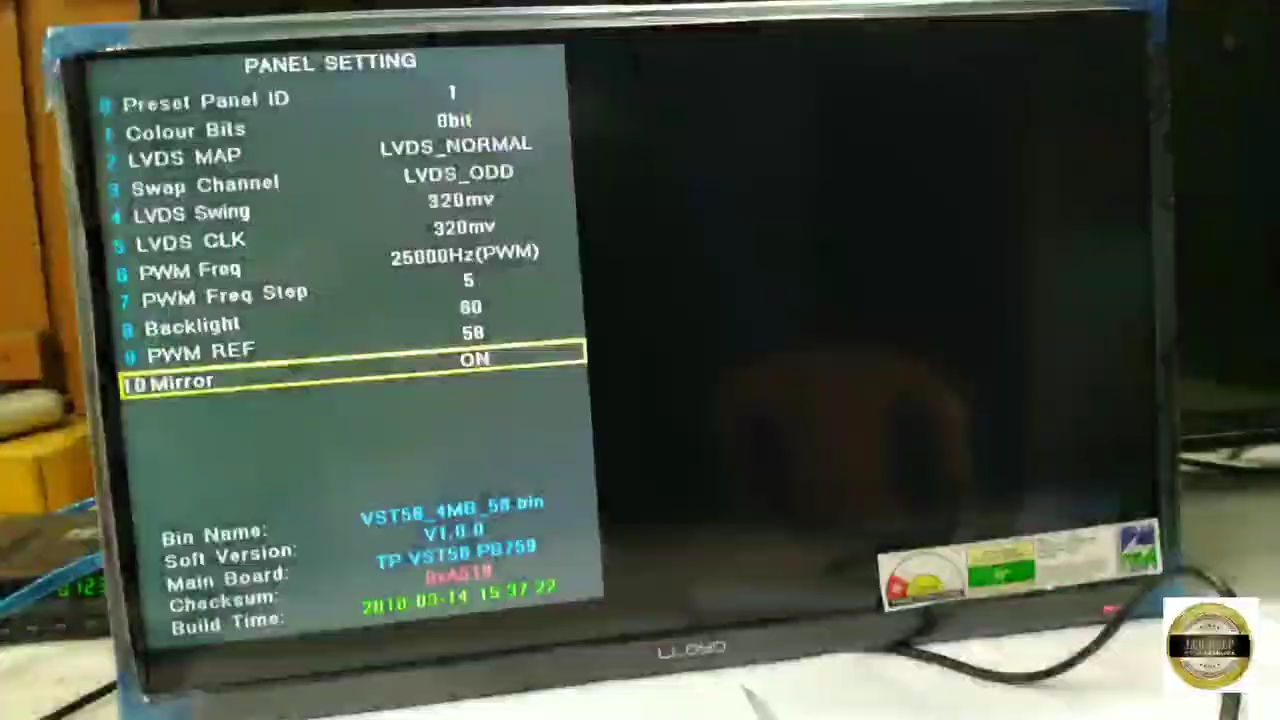 PANEL SETTING
0 Preset Panel ID 1
1 Colour Bits 8bit
2 LVDS MAP LVDS_NORMAL
3 Swap Channel LVDS_ODD
4 LVDS Swing 320mv
5 LVDS CLK 320mv
6 PWM Freq 25000Hz(PWM)
7 PWM Freq Step 5
8 Backlight 60
9 PWM REF 58
10 Mirror ON
Bin Name: VST58_4MB_58-bin
Soft Version: V1.0.0
Main Board: TP.VST58.PB759
Checksum:
Build Time: 2018-03-14 15:37:22
LLOYD